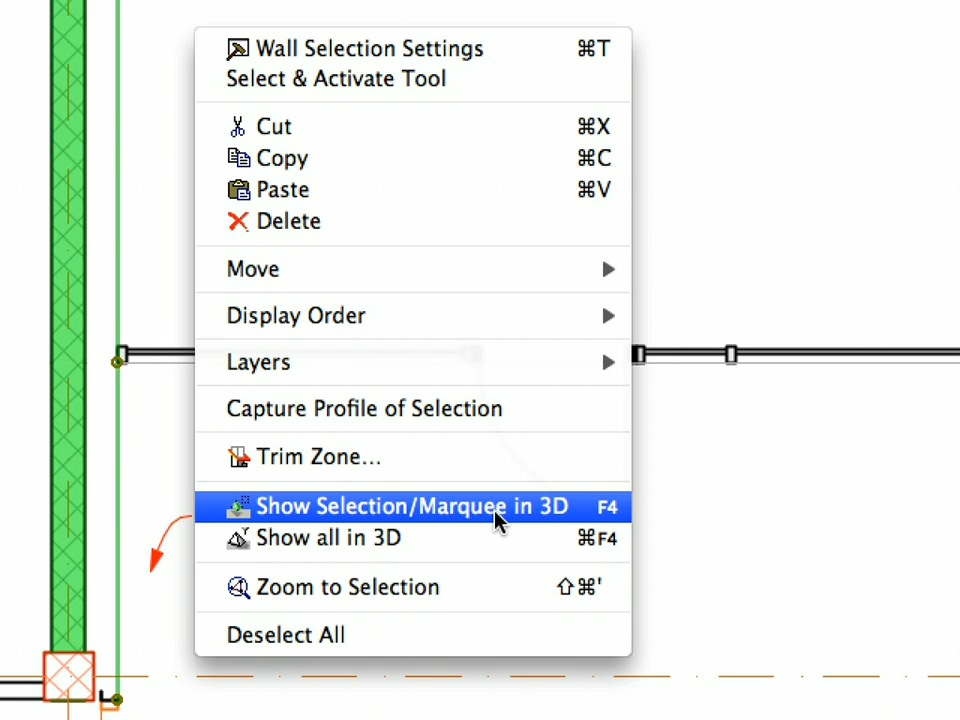 Wall Selection Settings ⌘T
Select & Activate Tool
Cut ⌘X
Copy ⌘C
Paste ⌘V
Delete
Move
Display Order
Layers
Capture Profile of Selection
Trim Zone...
Show Selection/Marquee in 3D F4
Show all in 3D ⌘F4
Zoom to Selection ⇧⌘'
Deselect All